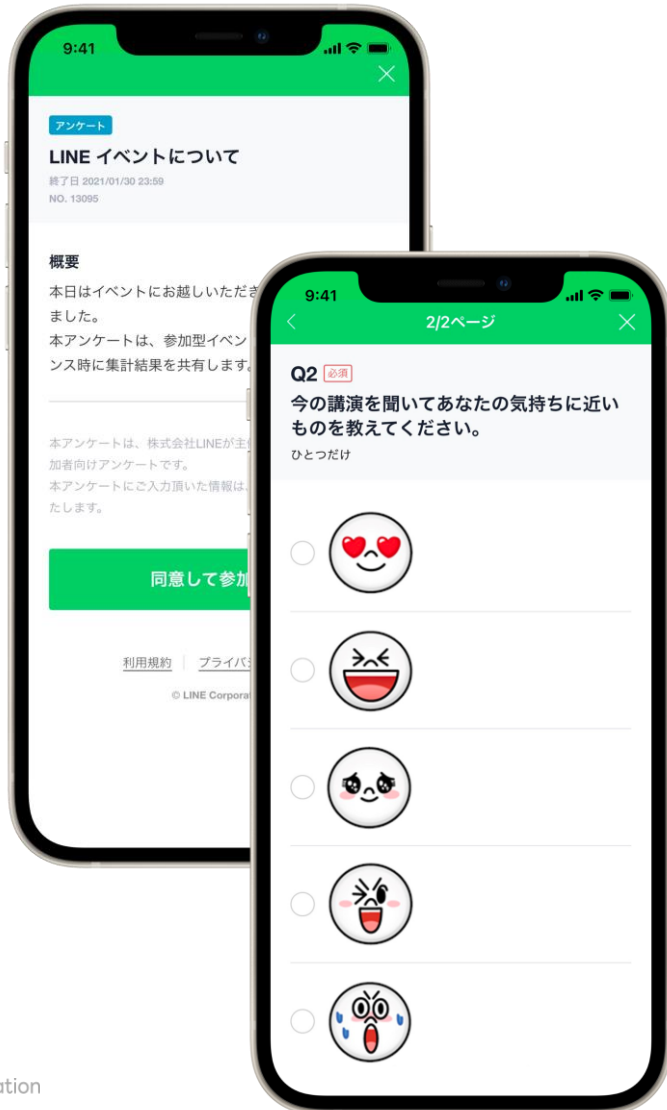 9:41
アンケート
LINE イベントについて
終了日 2021/01/30 23:59
NO. 13095
概要
本日はイベントにお越しいただき
ました。
本アンケートは、参加型イベン
ンス時に集計結果を共有します。
本アンケートは、株式会社LINEが主
加者向けアンケートです。
本アンケートにご入力頂いた情報は、
たします。
同意して参加
利用規約
プライバ
© LINE Corporat
9:41
2/2ページ
Q2 必須
今の講演を聞いてあなたの気持ちに近い
ものを教えてください。
ひとつだけ
ation